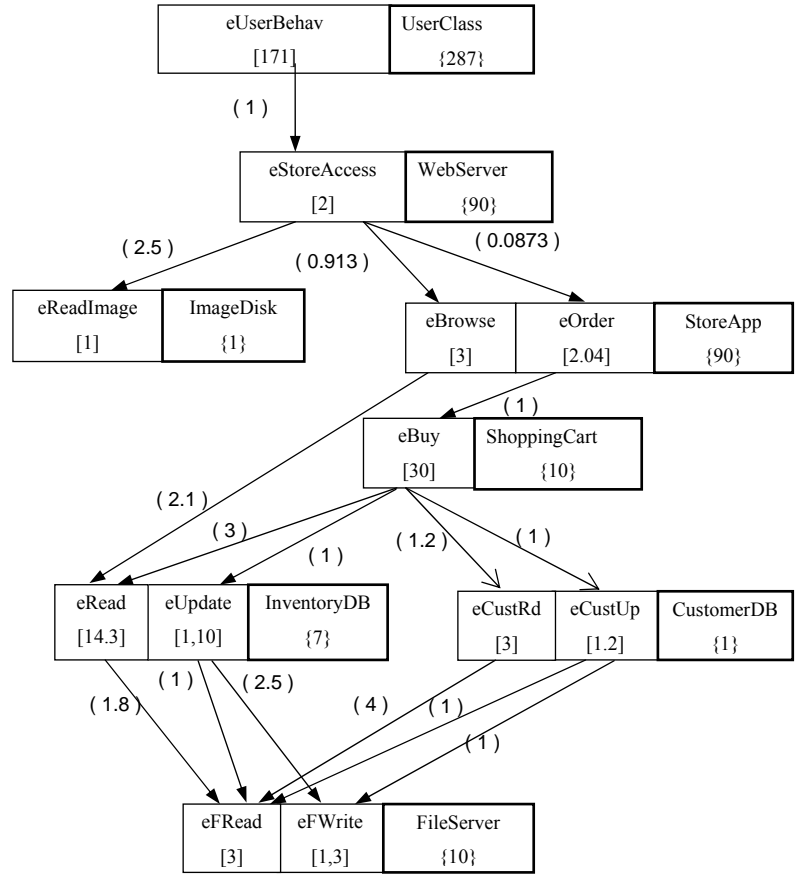 eUserBehav UserClass
[171] {287}
( 1 )
eStoreAccess WebServer
[2] {90}
( 2.5 ) ( 0.913 ) ( 0.0873 )
eReadImage ImageDisk
[1] {1}
eBrowse eOrder StoreApp
[3] [2.04] {90}
( 1 )
eBuy ShoppingCart
[30] {10}
( 2.1 ) ( 3 ) ( 1 ) ( 1.2 ) ( 1 )
eRead eUpdate InventoryDB
[14.3] [1,10] {7}
eCustRd eCustUp CustomerDB
[3] [1.2] {1}
( 1.8 ) ( 1 ) ( 2.5 ) ( 4 ) ( 1 ) ( 1 )
eFRead eFWrite FileServer
[3] [1,3] {10}